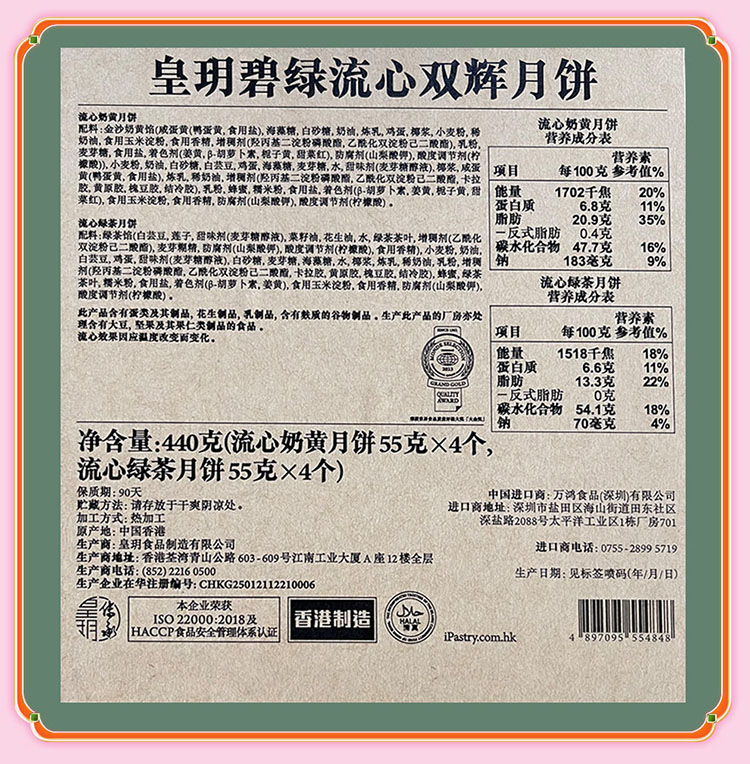 皇玥碧绿流心双辉月饼
流心奶黄月饼
配料:金沙奶黄馅(咸蛋黄(鸭蛋黄,食用盐),海藻糖,白砂糖,奶油,炼乳,鸡蛋,椰浆,小麦粉,稀
奶油,食用玉米淀粉,食用香精,增稠剂(羟丙基二淀粉磷酸酯,乙酰化双淀粉己二酸酯),乳粉,
麦芽糖,食用盐,着色剂(姜黄,β-胡萝卜素,栀子黄,甜菜红),防腐剂(山梨酸钾),酸度调节剂(柠
檬酸)),小麦粉,奶油,白砂糖,白芸豆,鸡蛋,海藻糖,麦芽糖,水,甜味剂(麦芽糖醇液),椰浆,咸蛋
黄(鸭蛋黄,食用盐),炼乳,稀奶油,增稠剂(羟丙基二淀粉磷酸酯,乙酰化双淀粉己二酸酯,卡拉
胶,黄原胶,槐豆胶,结冷胶),乳粉,蜂蜜,糯米粉,食用盐,着色剂(β-胡萝卜素,姜黄,栀子黄,甜
菜红),食用玉米淀粉,食用香精,防腐剂(山梨酸钾),酸度调节剂(柠檬酸)。
流心绿茶月饼
配料:绿茶馅(白芸豆,莲子,甜味剂(麦芽糖醇液),菜籽油,花生油,水,绿茶茶叶,增稠剂(乙酰化
双淀粉己二酸酯),麦芽糊精,防腐剂(山梨酸钾),酸度调节剂(柠檬酸),食用香精),小麦粉,奶油,
白芸豆,鸡蛋,甜味剂(麦芽糖醇液),白砂糖,麦芽糖,海藻糖,水,椰浆,炼乳,稀奶油,乳粉,增稠
剂(羟丙基二淀粉磷酸酯,乙酰化双淀粉己二酸酯,卡拉胶,黄原胶,槐豆胶,结冷胶),蜂蜜,绿茶
茶叶,糯米粉,食用盐,着色剂(β-胡萝卜素,姜黄),食用玉米淀粉,食用香精,防腐剂(山梨酸钾),
酸度调节剂(柠檬酸)。
此产品含有蛋类及其制品,花生制品,乳制品,含有麸质的谷物制品。生产此产品的厂房亦处
理含有大豆,坚果及其果仁类制品的食品。
流心效果因应温度改变而变化。
MONDE SELECTION
2023
GRAND GOLD
QUALITY
AWARD
流心奶黄月饼
营养成分表
项目 每100克 营养素参考值%
能量 1702千焦 20%
蛋白质 6.8克 11%
脂肪 20.9克 35%
—反式脂肪 0.4克
碳水化合物 47.7克 16%
钠 183毫克 9%
流心绿茶月饼
营养成分表
项目 每100克 营养素参考值%
能量 1518千焦 18%
蛋白质 6.6克 11%
脂肪 13.3克 22%
—反式脂肪 0克
碳水化合物 54.1克 18%
钠 70毫克 4%
净含量:440克(流心奶黄月饼55克×4个,
流心绿茶月饼55克×4个)
保质期:90天
贮藏方法:请存放于干爽阴凉处。
加工方式:热加工
原产地:中国香港
生产商:皇玥食品制造有限公司
生产商地址:香港荃湾青山公路603-609号江南工业大厦A座12楼全层
生产商电话:(852) 2216 0500
生产企业在华注册编号:CHKG25012112210006
中国进口商:万鸿食品(深圳)有限公司
进口商地址:深圳市盐田区海山街道田东社区
深盐路2088号太平洋工业区1栋厂房701
进口商电话:0755-2899 5719
生产日期:见标签喷码(年/月/日)
皇玥
传承
本企业荣获
ISO 22000:2018及
HACCP食品安全管理体系认证
香港制造
HALAL
清真
iPastry.com.hk
4 897095 554848